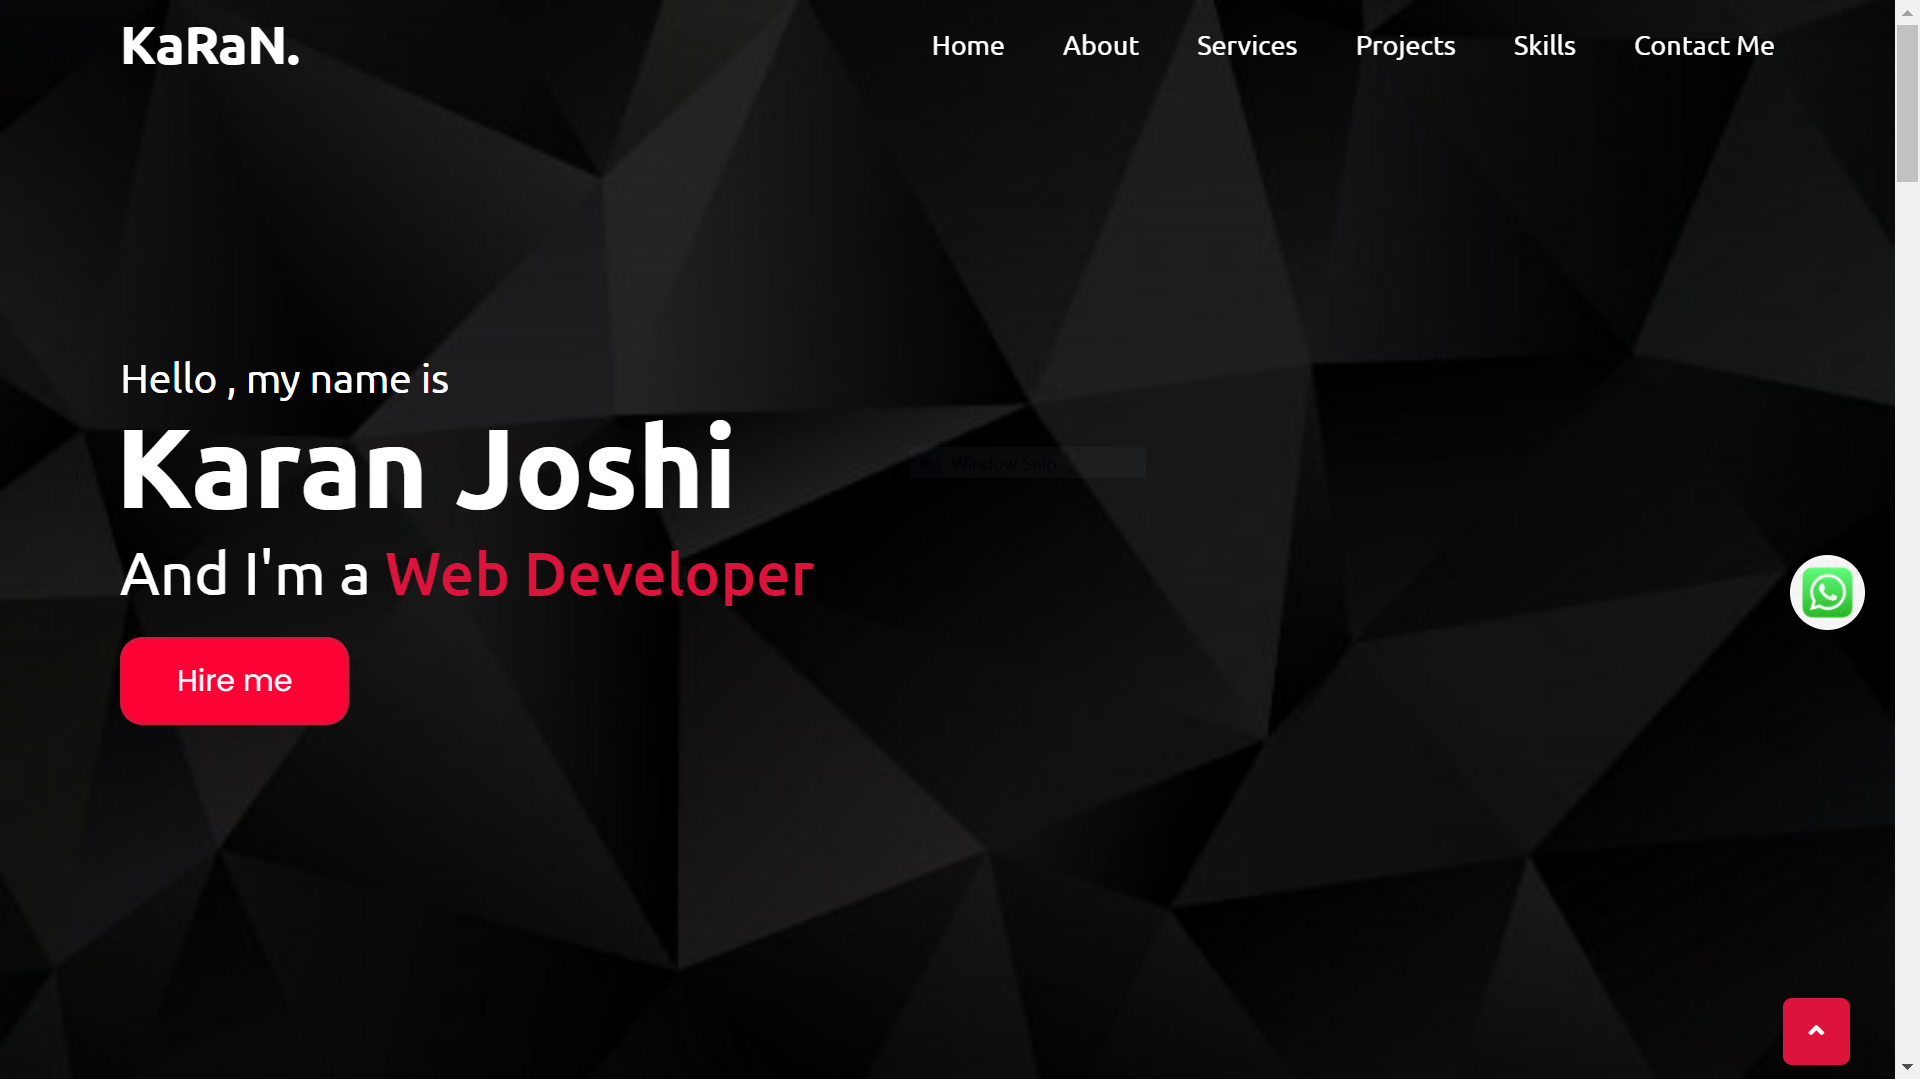 KaRaN.
Home About Services Projects Skills Contact Me
Hello , my name is
Karan Joshi
Window Snip
And I'm a Web Developer
Hire me